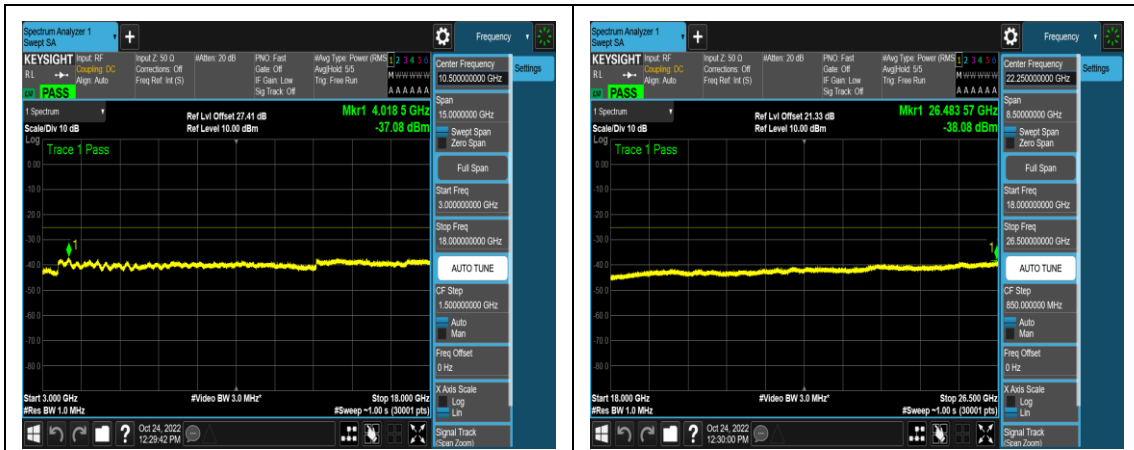 Spectrum Analyzer 1
Swept SA
+
Frequency
KEYSIGHT
RL
LM
PASS
Input: RF
Coupling: DC
Align: Auto
Input Z: 50 Ω
Corrections: Off
Freq Ref: Int (S)
#Atten: 20 dB
PNO: Fast
Gate: Off
IF Gain: Low
Sig Track: Off
#Avg Type: Power (RMS
Avg|Hold: 5/5
Trig: Free Run
1 2 3 4 5 6
M W W W W W
A A A A A A
Center Frequency
10.500000000 GHz
Settings
1 Spectrum
Scale/Div 10 dB
Ref Lvl Offset 27.41 dB
Ref Level 10.00 dBm
Mkr1 4.018 5 GHz
-37.08 dBm
Log
Trace 1 Pass
0.00
-10.0
-20.0
-30.0
-40.0
-50.0
-60.0
-70.0
-80.0
1
Span
15.0000000 GHz
Swept Span
Zero Span
Full Span
Start Freq
3.000000000 GHz
Stop Freq
18.000000000 GHz
AUTO TUNE
CF Step
1.500000000 GHz
Auto
Man
Freq Offset
0 Hz
X Axis Scale
Log
Lin
Signal Track
(Span Zoom)
Start 3.000 GHz
#Res BW 1.0 MHz
#Video BW 3.0 MHz*
Stop 18.000 GHz
#Sweep ~1.00 s (30001 pts)
?
Oct 24, 2022
12:29:42 PM
Spectrum Analyzer 1
Swept SA
+
Frequency
KEYSIGHT
RL
LM
PASS
Input: RF
Coupling: DC
Align: Auto
Input Z: 50 Ω
Corrections: Off
Freq Ref: Int (S)
#Atten: 20 dB
PNO: Fast
Gate: Off
IF Gain: Low
Sig Track: Off
#Avg Type: Power (RMS
Avg|Hold: 5/5
Trig: Free Run
1 2 3 4 5 6
M W W W W W
A A A A A A
Center Frequency
22.250000000 GHz
Settings
1 Spectrum
Scale/Div 10 dB
Ref Lvl Offset 21.33 dB
Ref Level 10.00 dBm
Mkr1 26.483 57 GHz
-38.08 dBm
Log
Trace 1 Pass
0.00
-10.0
-20.0
-30.0
-40.0
-50.0
-60.0
-70.0
-80.0
1
Span
8.50000000 GHz
Swept Span
Zero Span
Full Span
Start Freq
18.000000000 GHz
Stop Freq
26.500000000 GHz
AUTO TUNE
CF Step
850.000000 MHz
Auto
Man
Freq Offset
0 Hz
X Axis Scale
Log
Lin
Signal Track
(Span Zoom)
Start 18.000 GHz
#Res BW 1.0 MHz
#Video BW 3.0 MHz*
Stop 26.500 GHz
#Sweep ~1.00 s (30001 pts)
?
Oct 24, 2022
12:30:00 PM